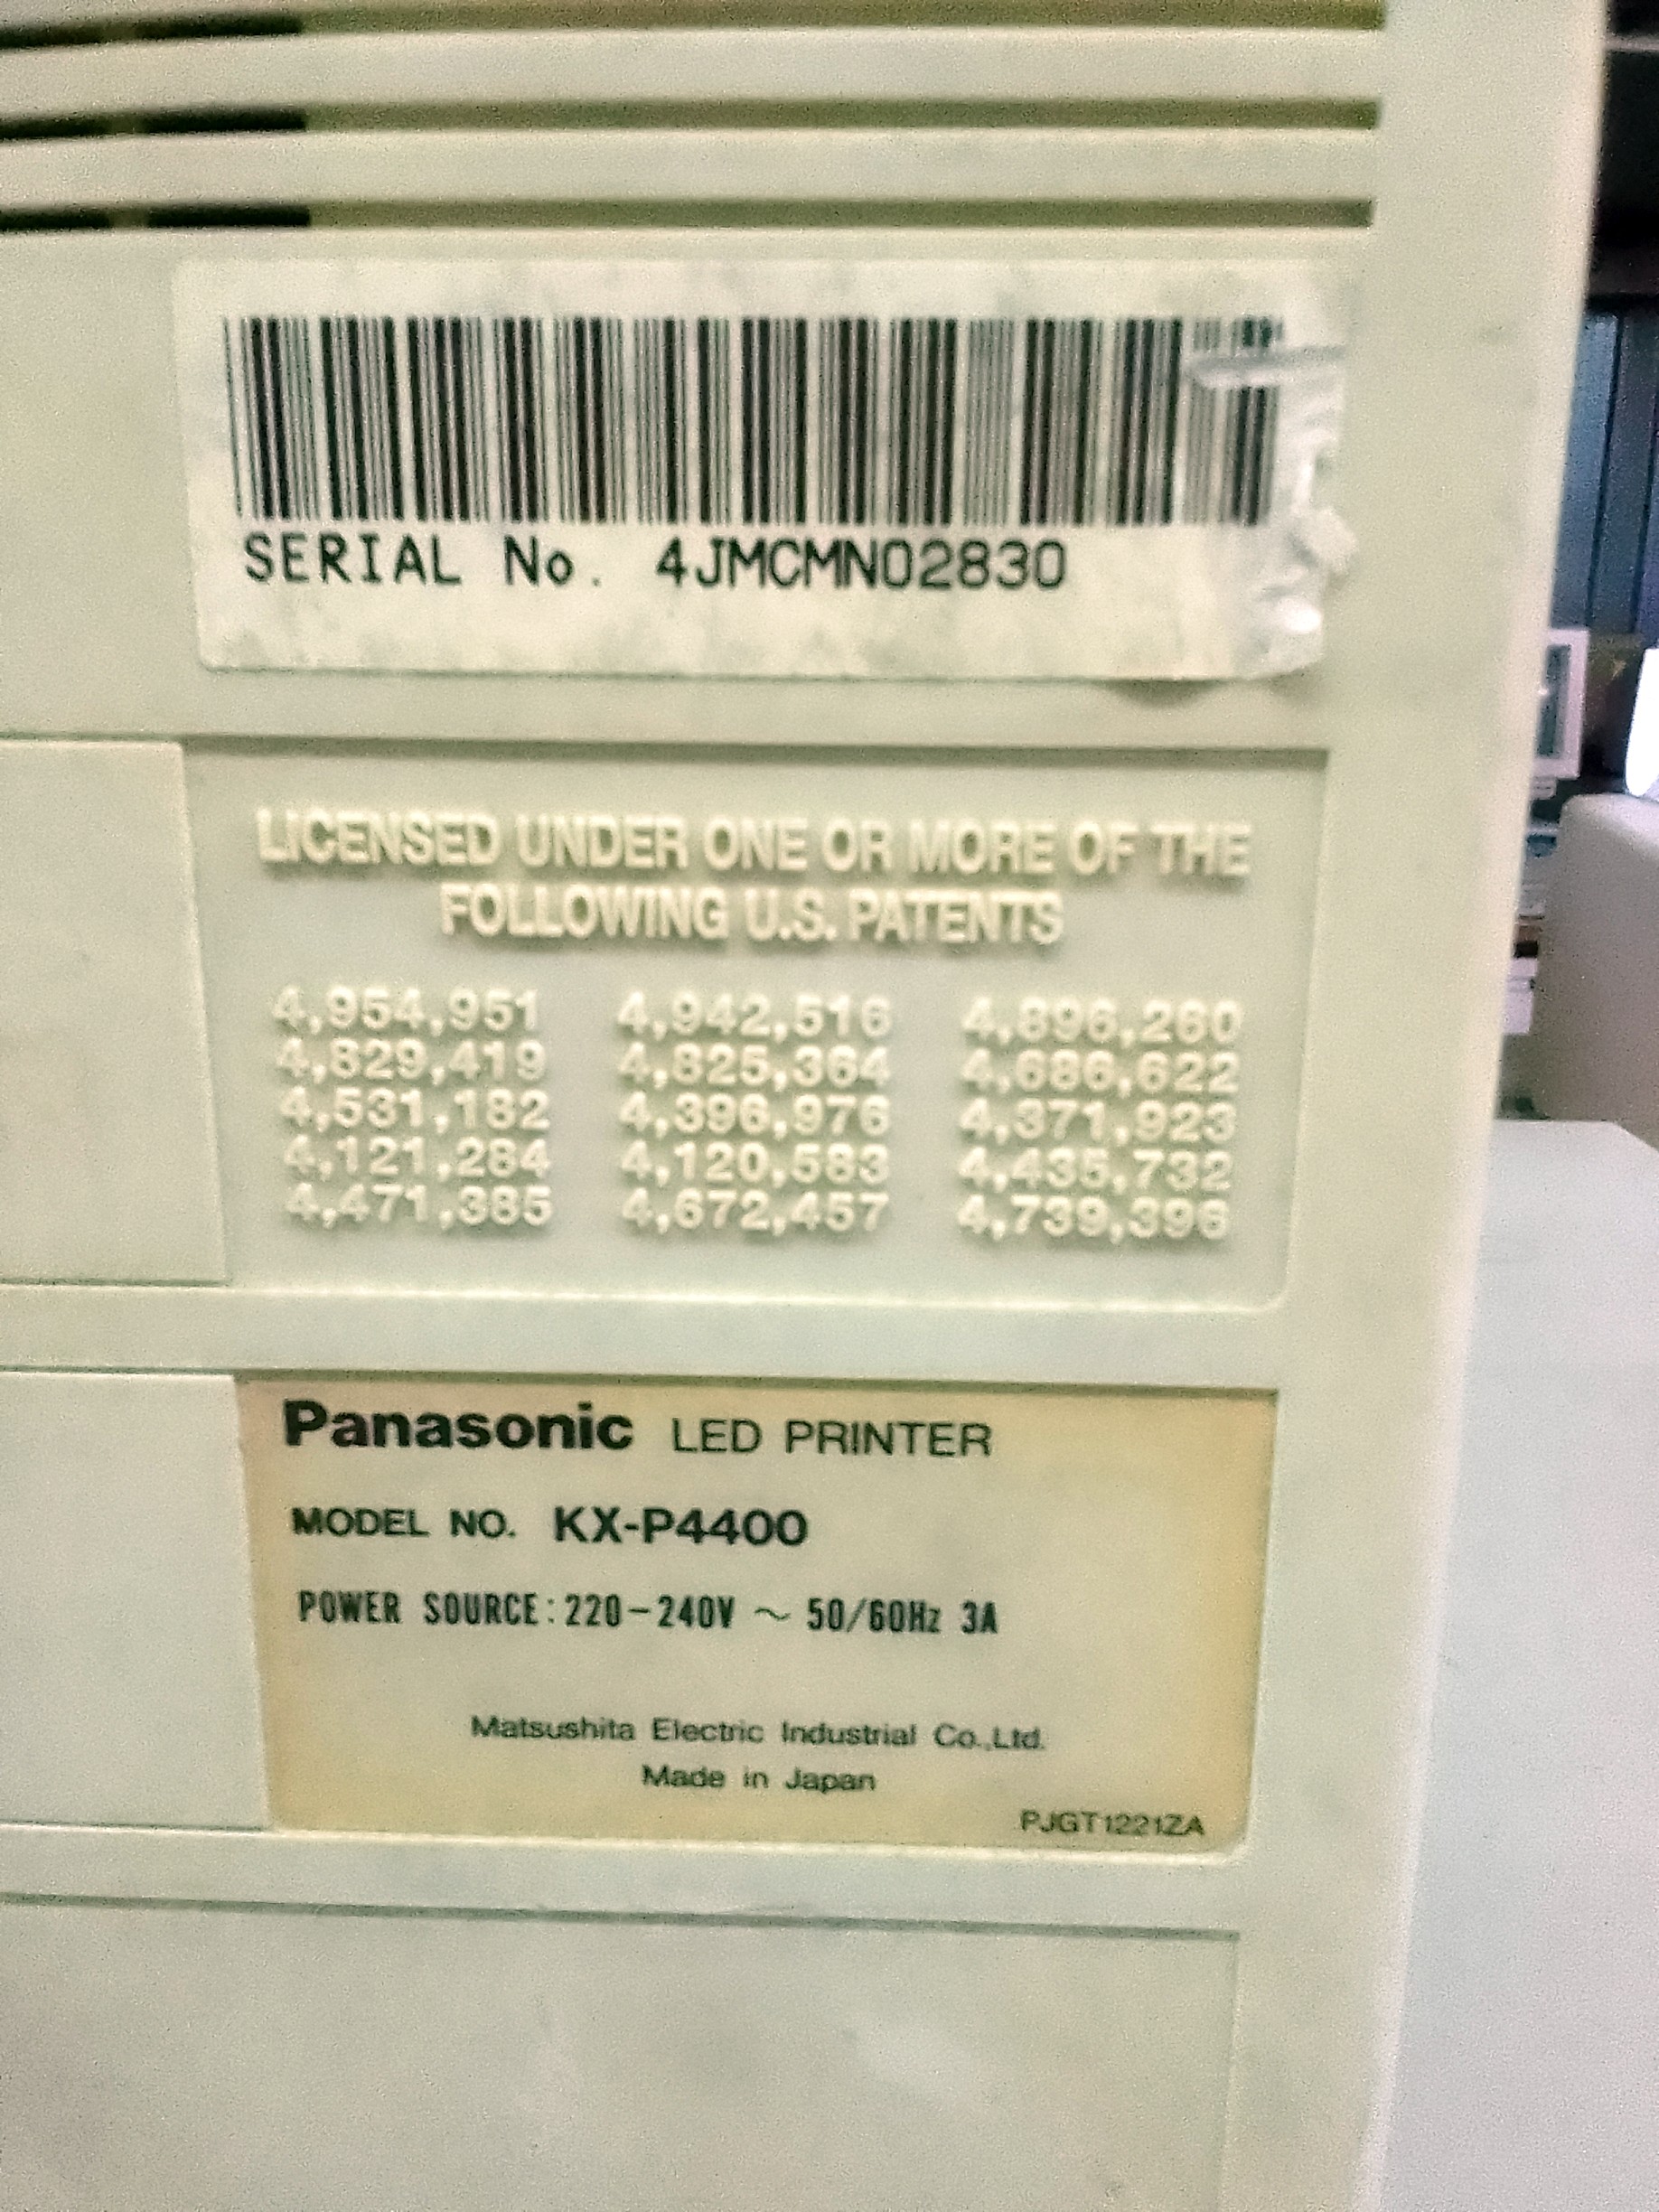 SERIAL No. 4JMCMN02830
LICENSED UNDER ONE OR MORE OF THE
FOLLOWING U.S. PATENTS
4,954,951 4,942,516 4,896,260
4,829,419 4,825,364 4,686,622
4,531,182 4,396,976 4,371,923
4,121,284 4,120,583 4,435,732
4,471,385 4,672,457 4,739,396
Panasonic LED PRINTER
MODEL NO. KX-P4400
POWER SOURCE: 220-240V ~ 50/60Hz 3A
Matsushita Electric Industrial Co.,Ltd.
Made in Japan
PJGT1221ZA